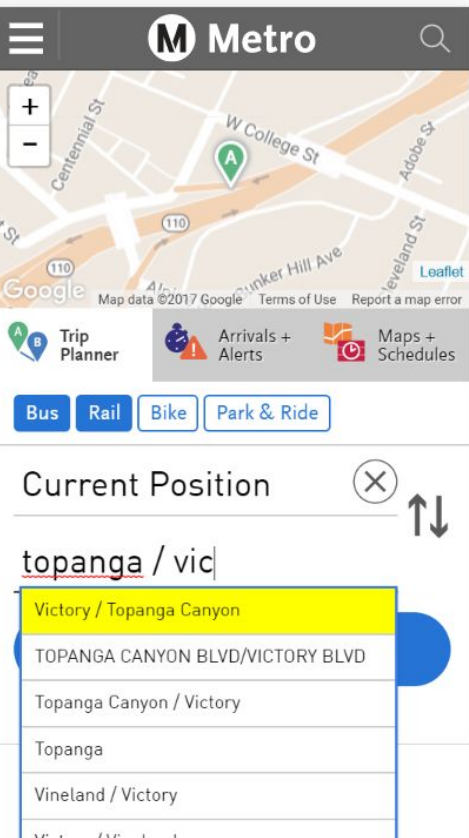 M Metro
+
−
Centennial St
W College St
Adobe St
A
110
110
Bunker Hill Ave
Cleveland St
Leaflet
Google
Map data ©2017 Google Terms of Use Report a map error
A B Trip Planner
Arrivals + Alerts
Maps + Schedules
Bus Rail Bike Park & Ride
Current Position
topanga / vic
Victory / Topanga Canyon
TOPANGA CANYON BLVD/VICTORY BLVD
Topanga Canyon / Victory
Topanga
Vineland / Victory